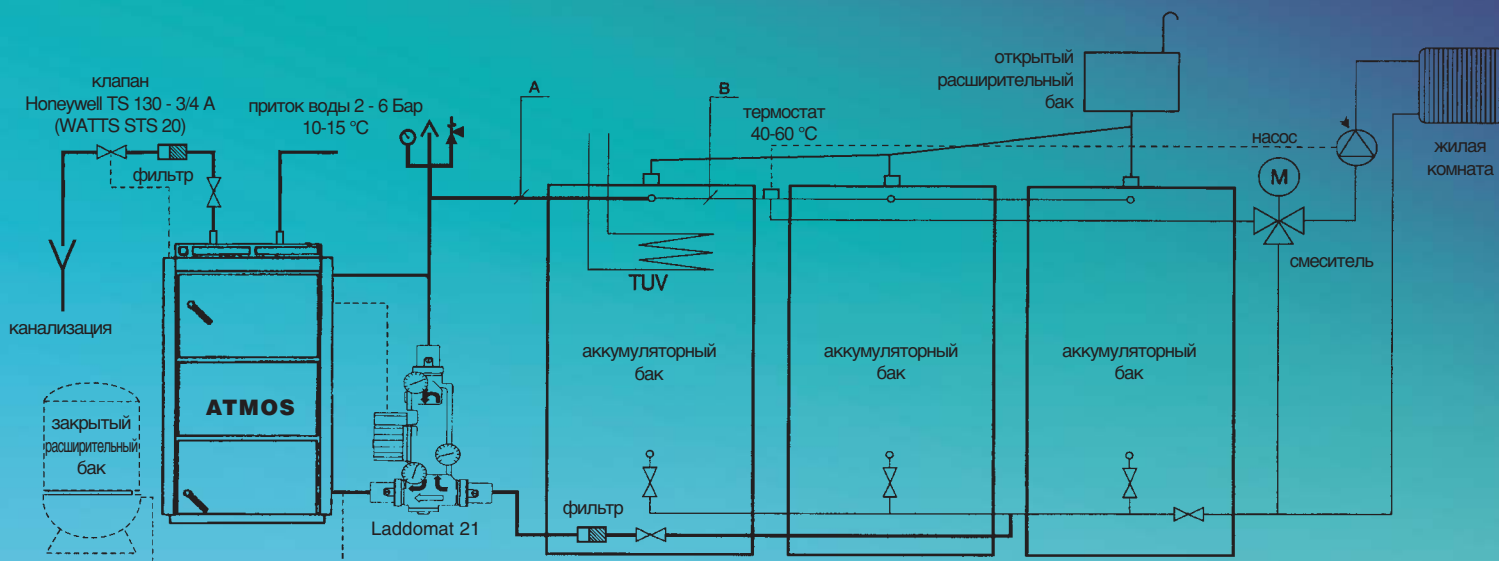 клапан
Honeywell TS 130 - 3/4 A
(WATTS STS 20)
приток воды 2 - 6 Бар
10-15 °C
A
B
термостат
40-60 °C
открытый
расширительный
бак
насос
жилая
комната
фильтр
M
смеситель
TUV
канализация
аккумуляторный
бак
аккумуляторный
бак
аккумуляторный
бак
ATMOS
закрытый
расширительный
бак
фильтр
Laddomat 21